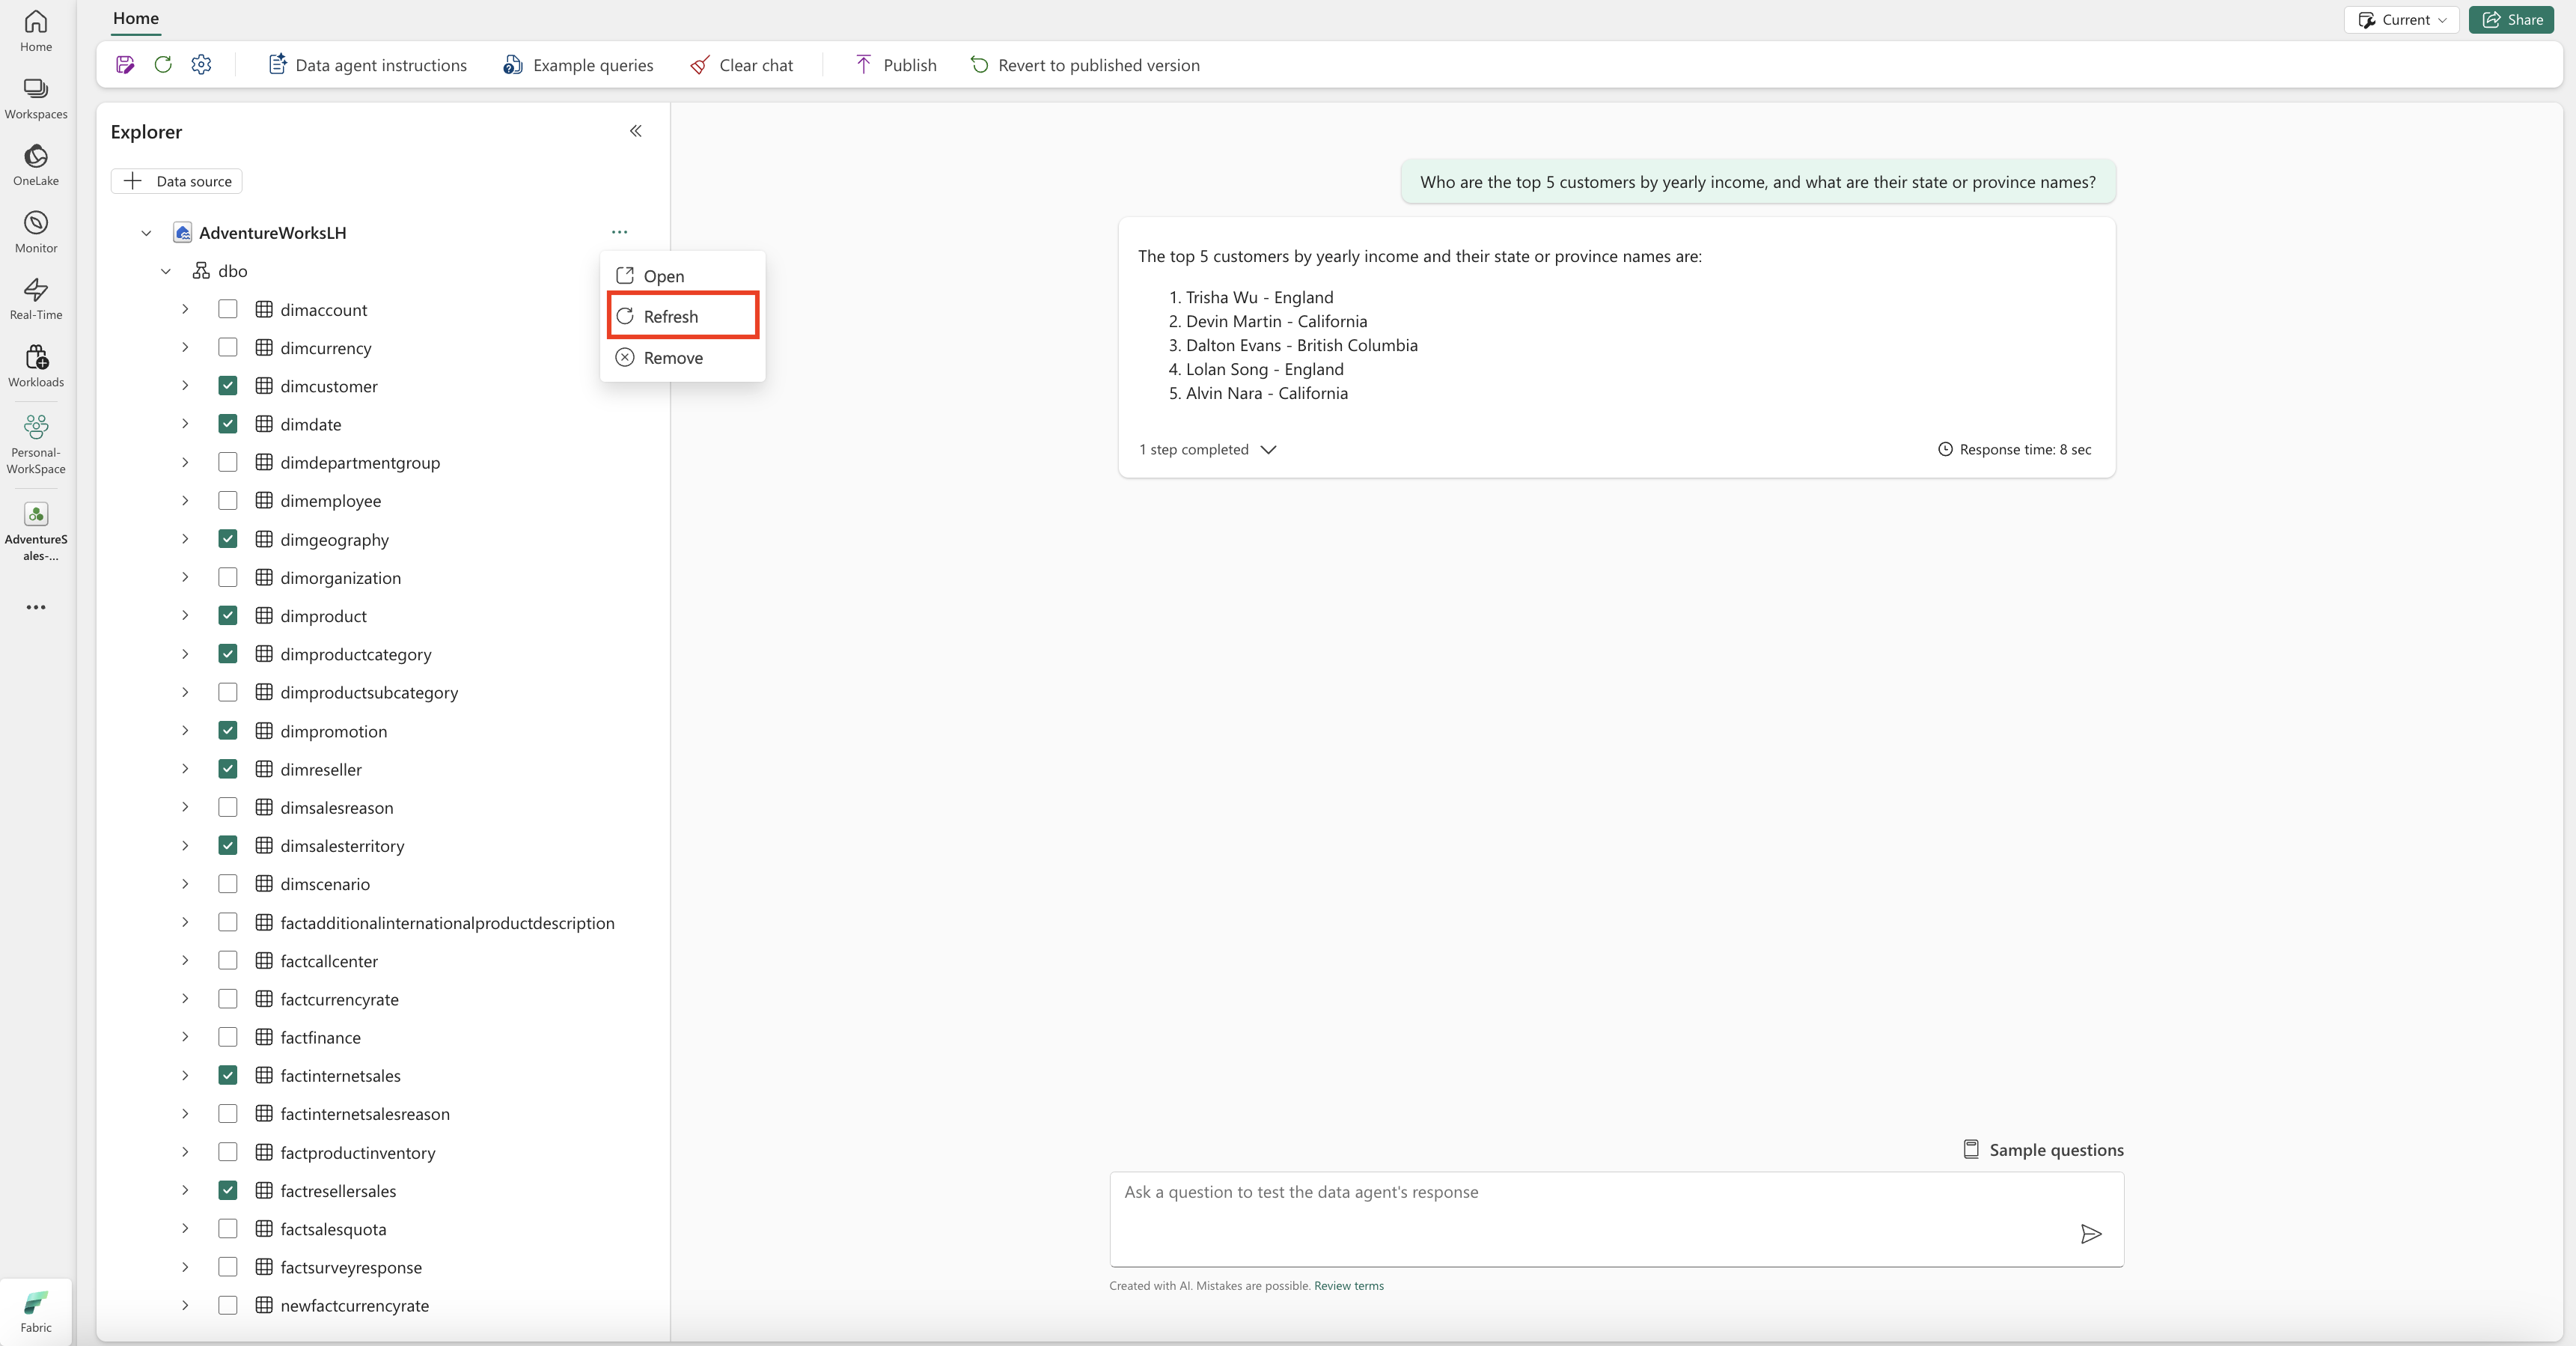 Home
Current
Share
Home
Workspaces
OneLake
Monitor
Real-Time
Workloads
Personal-
WorkSpace
AdventureS
ales-...
Fabric
Data agent instructions
Example queries
Clear chat
Publish
Revert to published version
Explorer
Data source
AdventureWorksLH
dbo
dimaccount
dimcurrency
dimcustomer
dimdate
dimdepartmentgroup
dimemployee
dimgeography
dimorganization
dimproduct
dimproductcategory
dimproductsubcategory
dimpromotion
dimreseller
dimsalesreason
dimsalesterritory
dimscenario
factadditionalinternationalproductdescription
factcallcenter
factcurrencyrate
factfinance
factinternetsales
factinternetsalesreason
factproductinventory
factresellersales
factsalesquota
factsurveyresponse
newfactcurrencyrate
Open
Refresh
Remove
Who are the top 5 customers by yearly income, and what are their state or province names?
The top 5 customers by yearly income and their state or province names are:
1. Trisha Wu - England
2. Devin Martin - California
3. Dalton Evans - British Columbia
4. Lolan Song - England
5. Alvin Nara - California
1 step completed
Response time: 8 sec
Sample questions
Ask a question to test the data agent's response
Created with AI. Mistakes are possible. Review terms